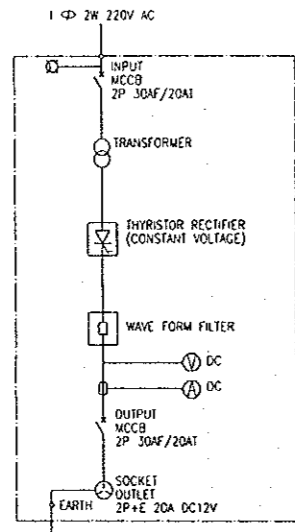 1 Φ 2W 220V AC
INPUT
MCCB
2P 30AF/20AT
TRANSFORMER
THYRISTOR RECTIFIER
(CONSTANT VOLTAGE)
WAVE FORM FILTER
V DC
A DC
OUTPUT
MCCB
2P 30AF/20AT
SOCKET
OUTLET
2P+E 20A DC12V
EARTH